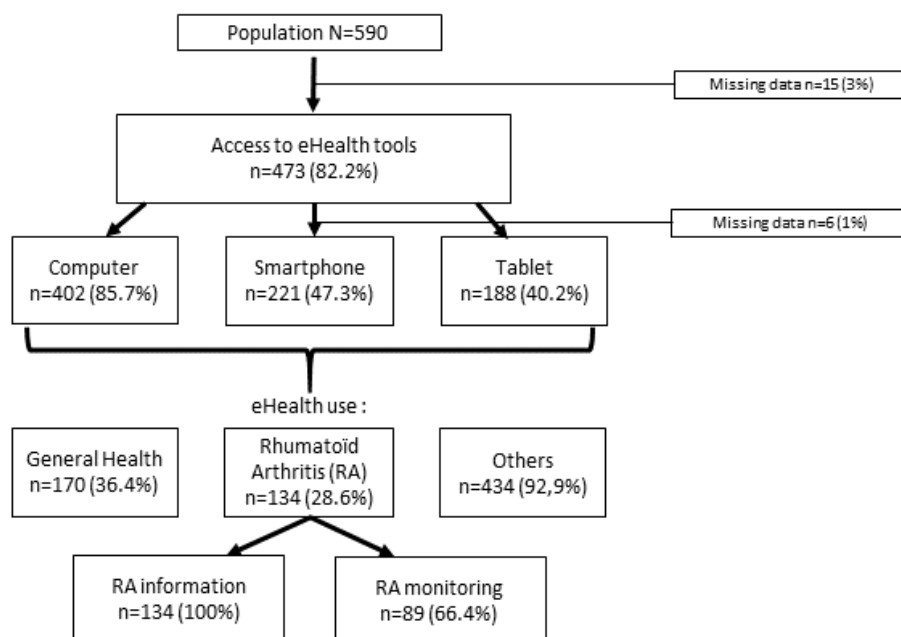 Population N=590
Missing data n=15 (3%)
Access to eHealth tools
n=473 (82.2%)
Missing data n=6 (1%)
Computer
n=402 (85.7%)
Smartphone
n=221 (47.3%)
Tablet
n=188 (40.2%)
eHealth use :
General Health
n=170 (36.4%)
Rhumatoïd
Arthritis (RA)
n=134 (28.6%)
Others
n=434 (92,9%)
RA information
n=134 (100%)
RA monitoring
n=89 (66.4%)